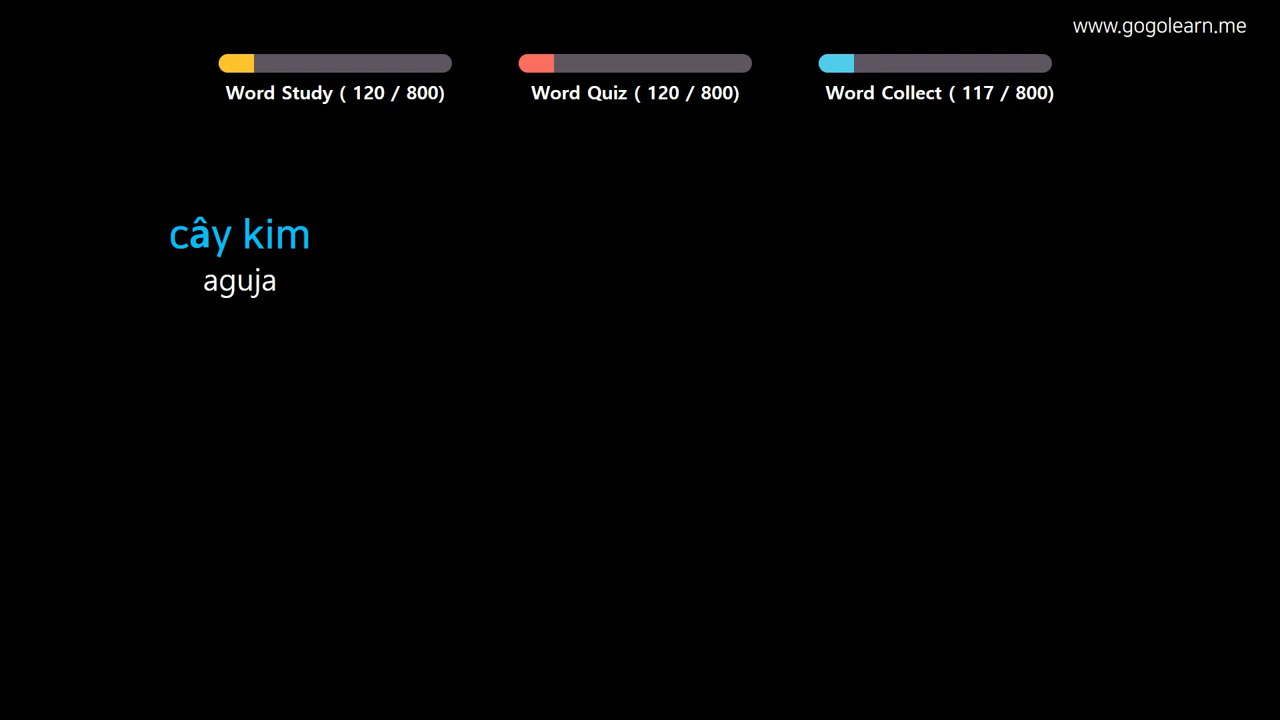 www.gogolearn.me
Word Study ( 120 / 800)
Word Quiz ( 120 / 800)
Word Collect ( 117 / 800)
cây kim
aguja